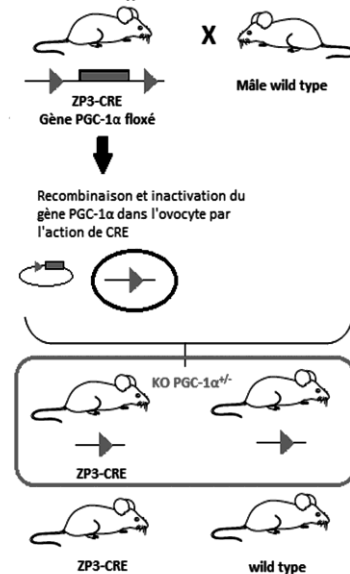 X
ZP3-CRE
Gène PGC-1α floxé
Mâle wild type
Recombinaison et inactivation du
gène PGC-1α dans l'ovocyte par
l'action de CRE
KO PGC-1α+/-
ZP3-CRE
ZP3-CRE
wild type